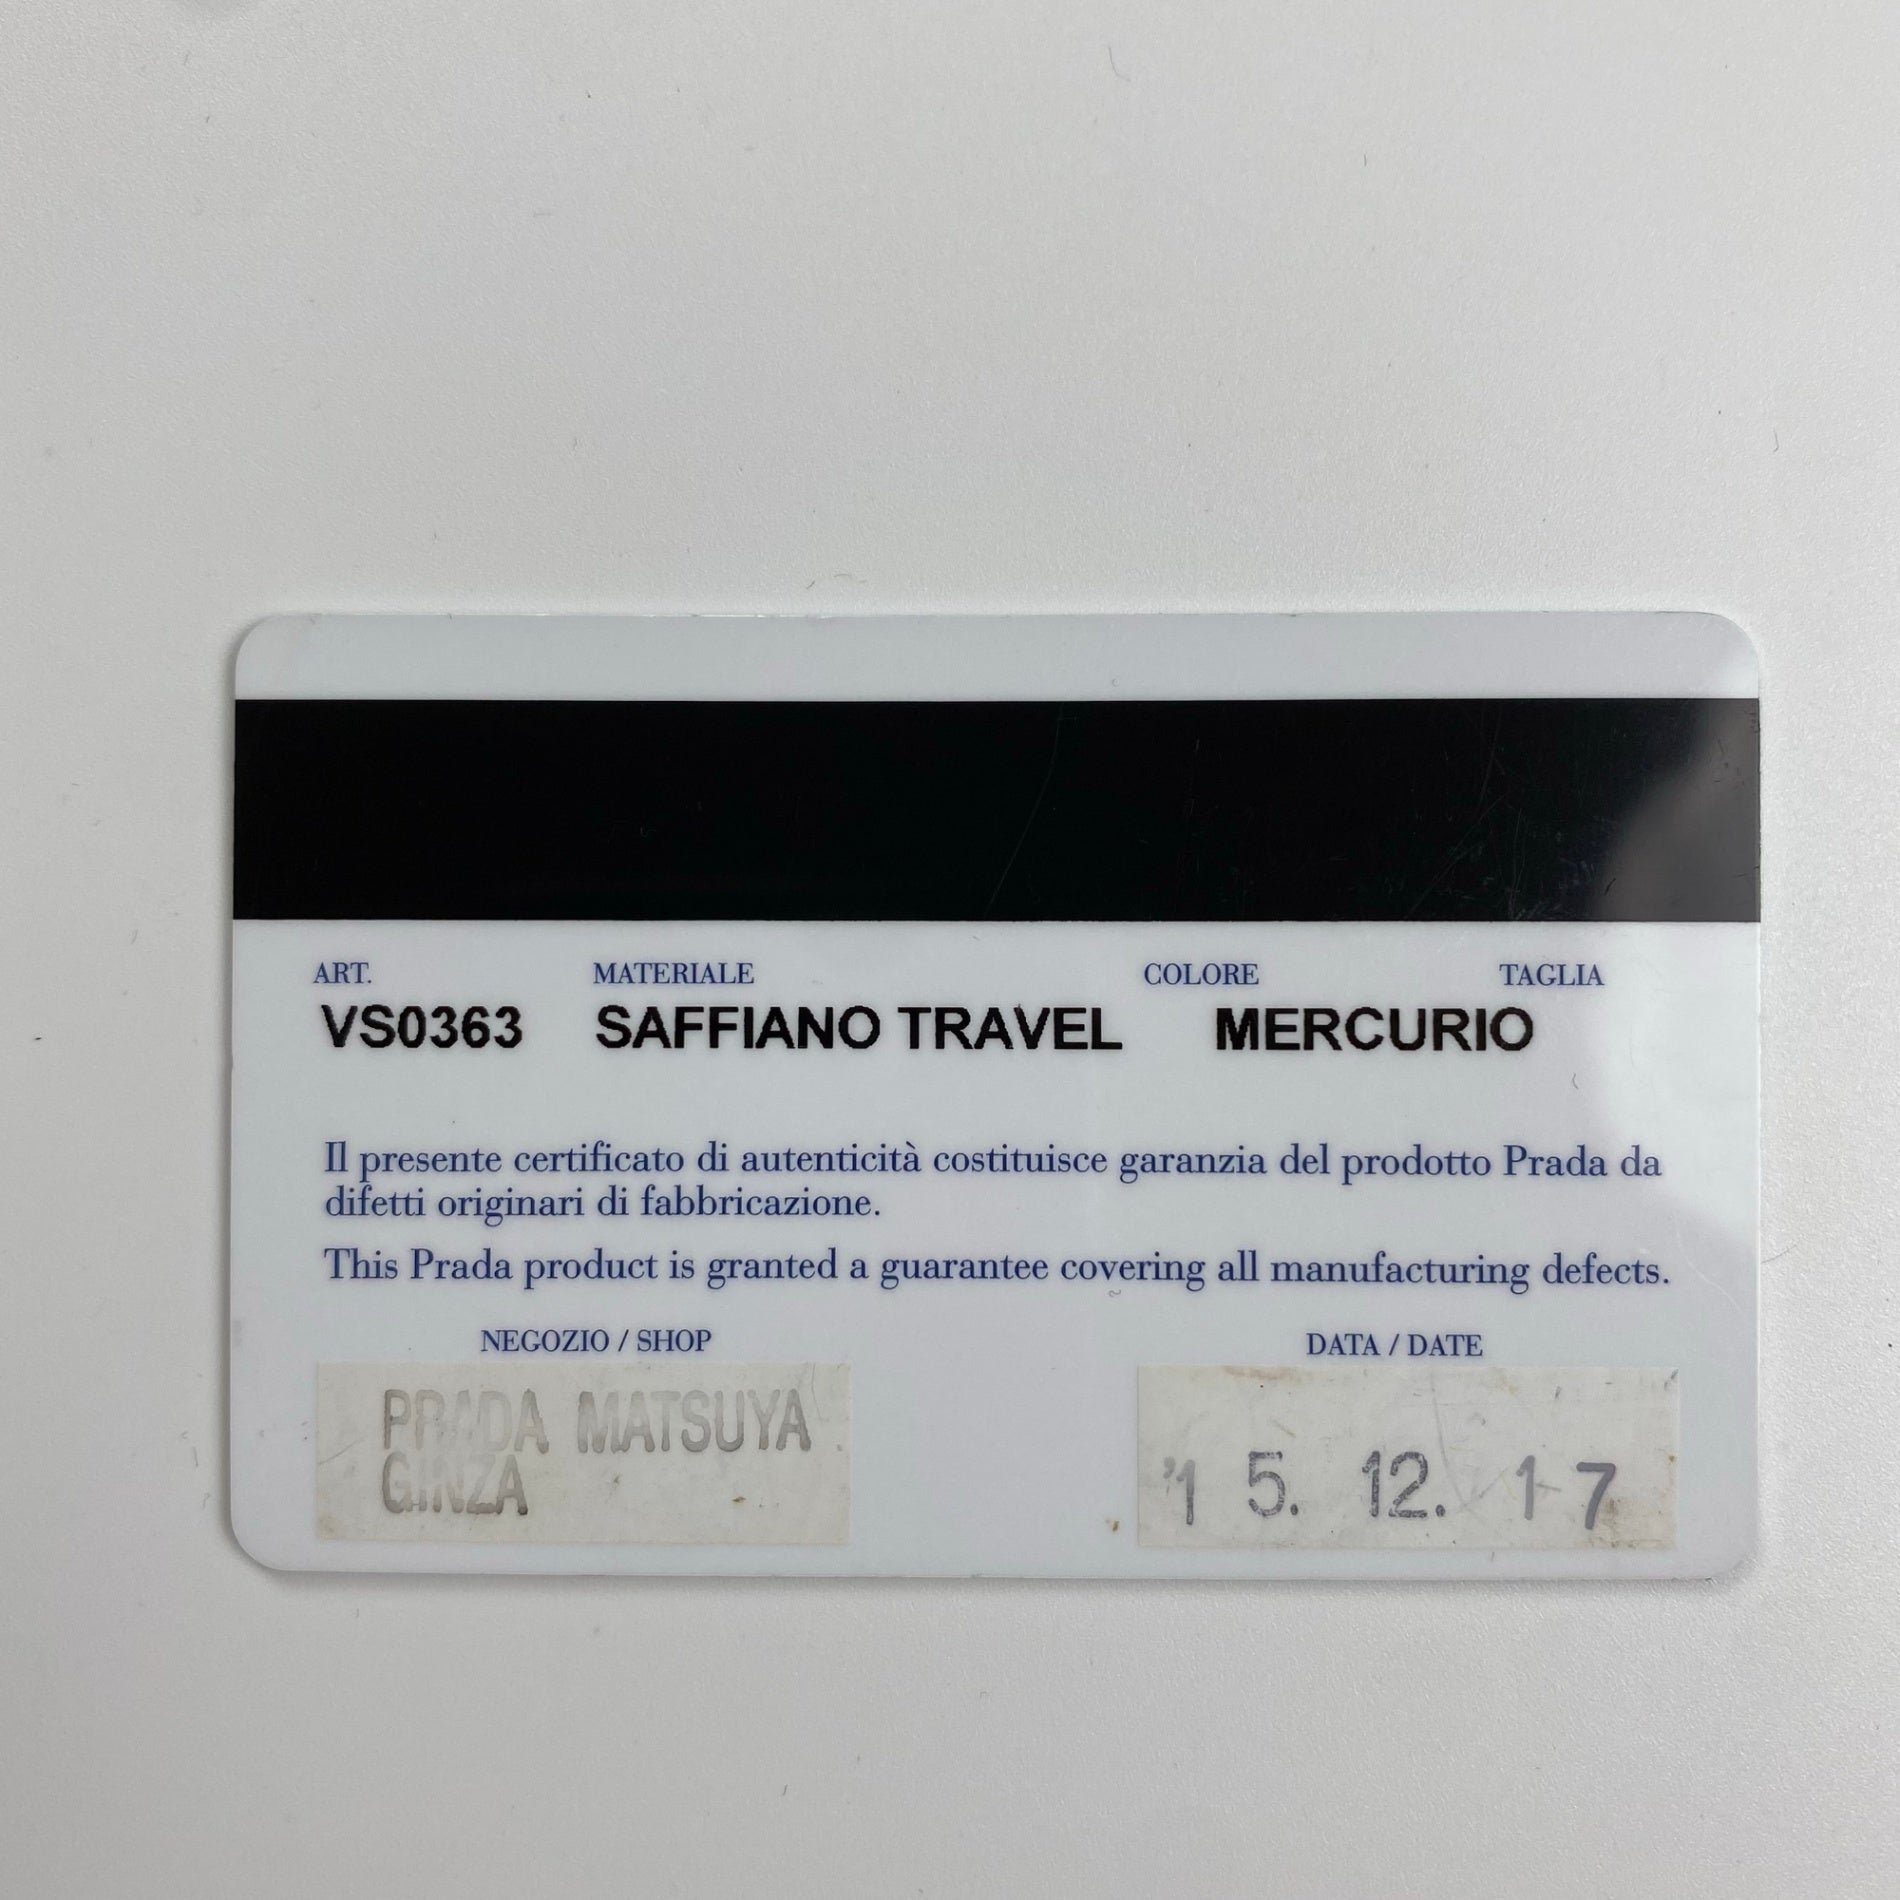 ART. MATERIALE COLORE TAGLIA
VS0363 SAFFIANO TRAVEL MERCURIO
Il presente certificato di autenticità costituisce garanzia del prodotto Prada da
difetti originari di fabbricazione.
This Prada product is granted a guarantee covering all manufacturing defects.
NEGOZIO / SHOP DATA / DATE
PRADA MATSUYA
GINZA
'15. 12. 17